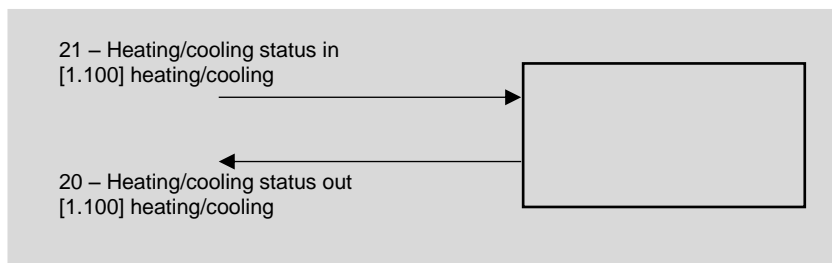 21 – Heating/cooling status in
[1.100] heating/cooling
20 – Heating/cooling status out
[1.100] heating/cooling